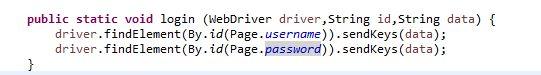 public static void login (WebDriver driver,String id,String data) {
driver.findElement(By.id(Page.username)).sendKeys(data);
driver.findElement(By.id(Page.password)).sendKeys(data);
}